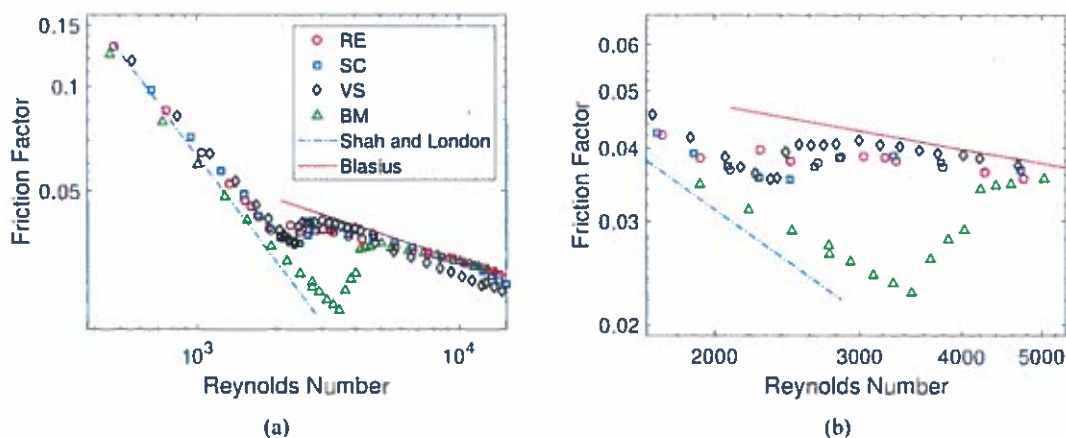 (a)
Friction Factor
0.15
0.1
0.05
10³
10⁴
Reynolds Number
RE
SC
VS
BM
Shah and London
Blasius
(b)
Friction Factor
0.06
0.05
0.04
0.03
0.02
2000
3000
4000
5000
Reynolds Number